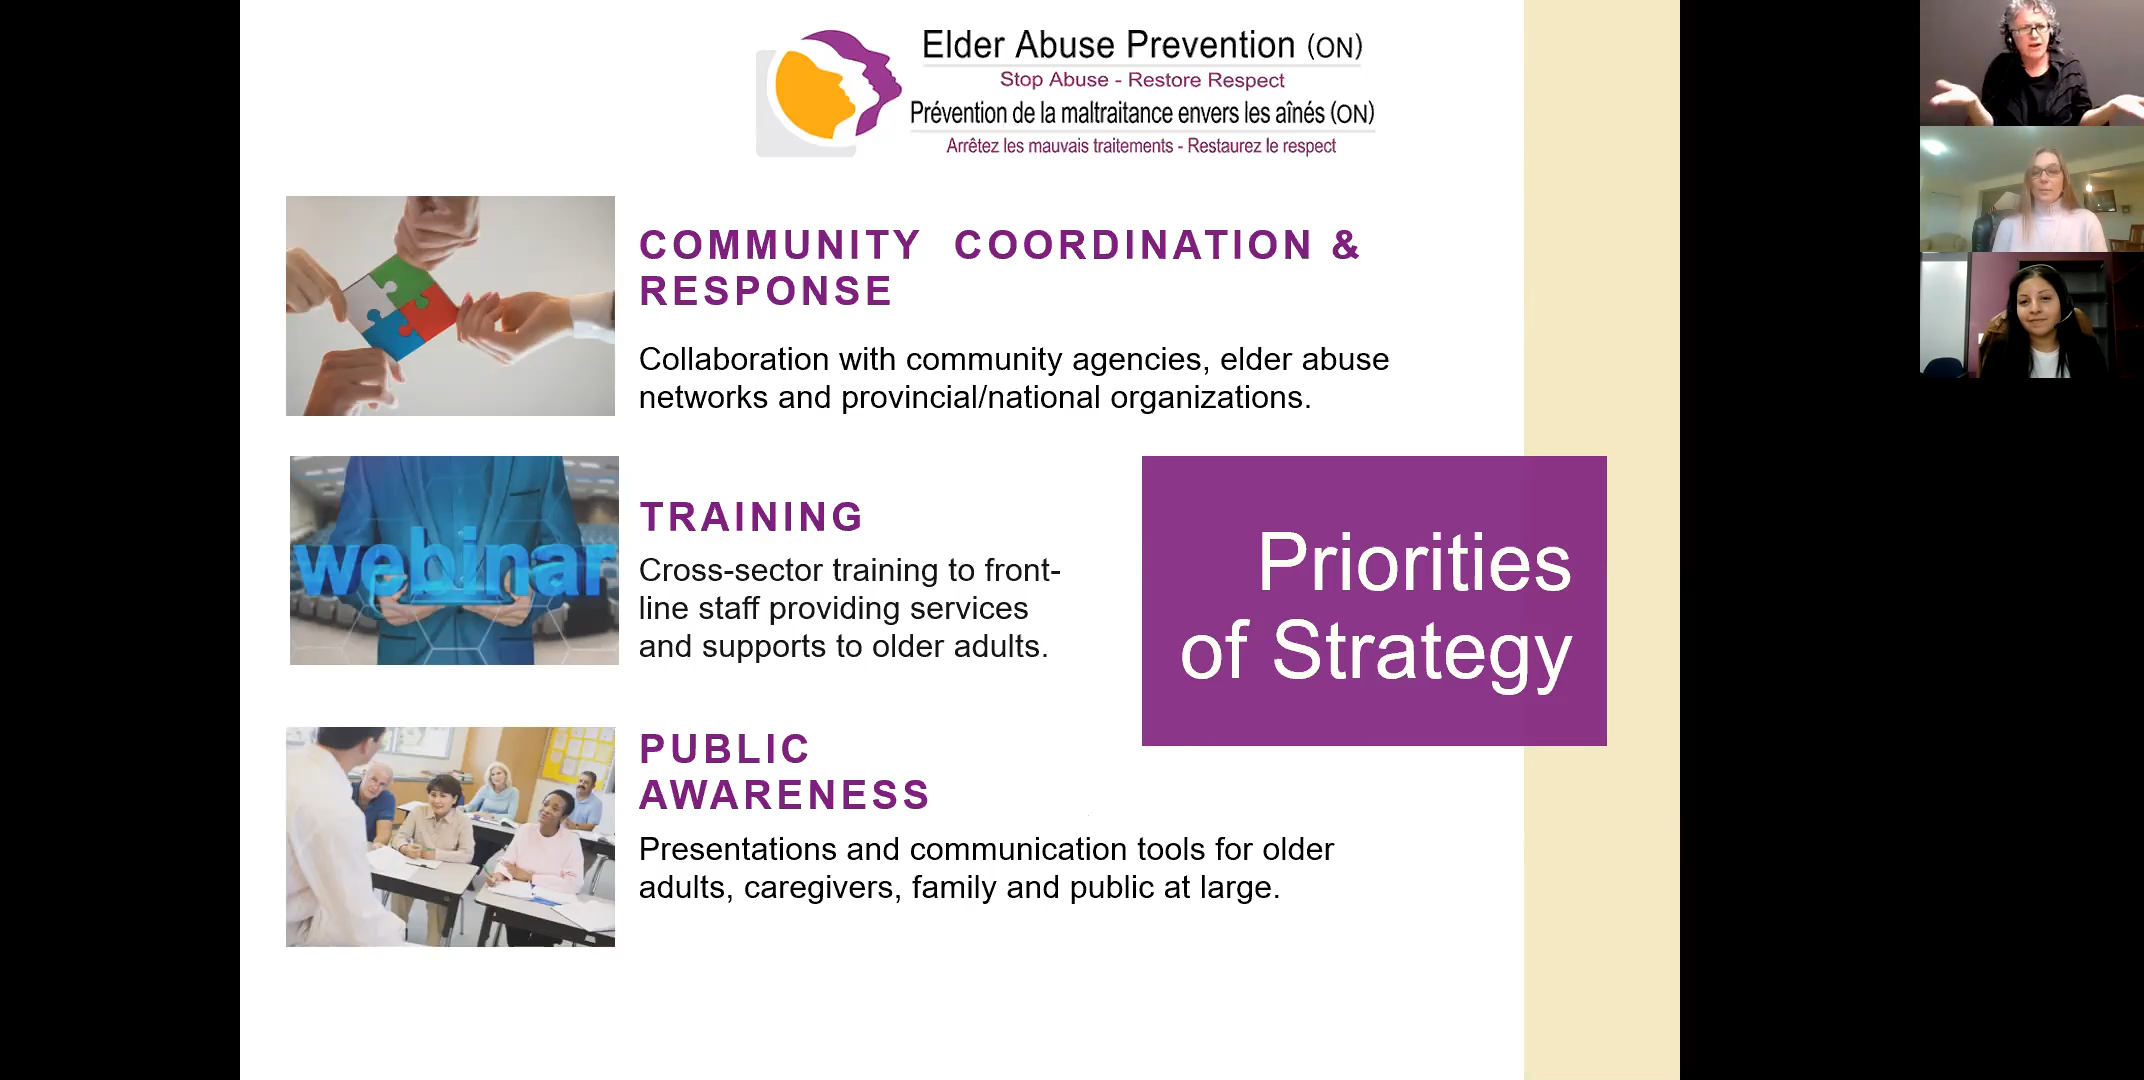 Elder Abuse Prevention (ON)
Stop Abuse - Restore Respect
Prévention de la maltraitance envers les aînés (ON)
Arrêtez les mauvais traitements - Restaurez le respect
COMMUNITY COORDINATION &
RESPONSE
Collaboration with community agencies, elder abuse
networks and provincial/national organizations.
webinar
TRAINING
Cross-sector training to front-
line staff providing services
and supports to older adults.
Priorities
of Strategy
PUBLIC
AWARENESS
Presentations and communication tools for older
adults, caregivers, family and public at large.